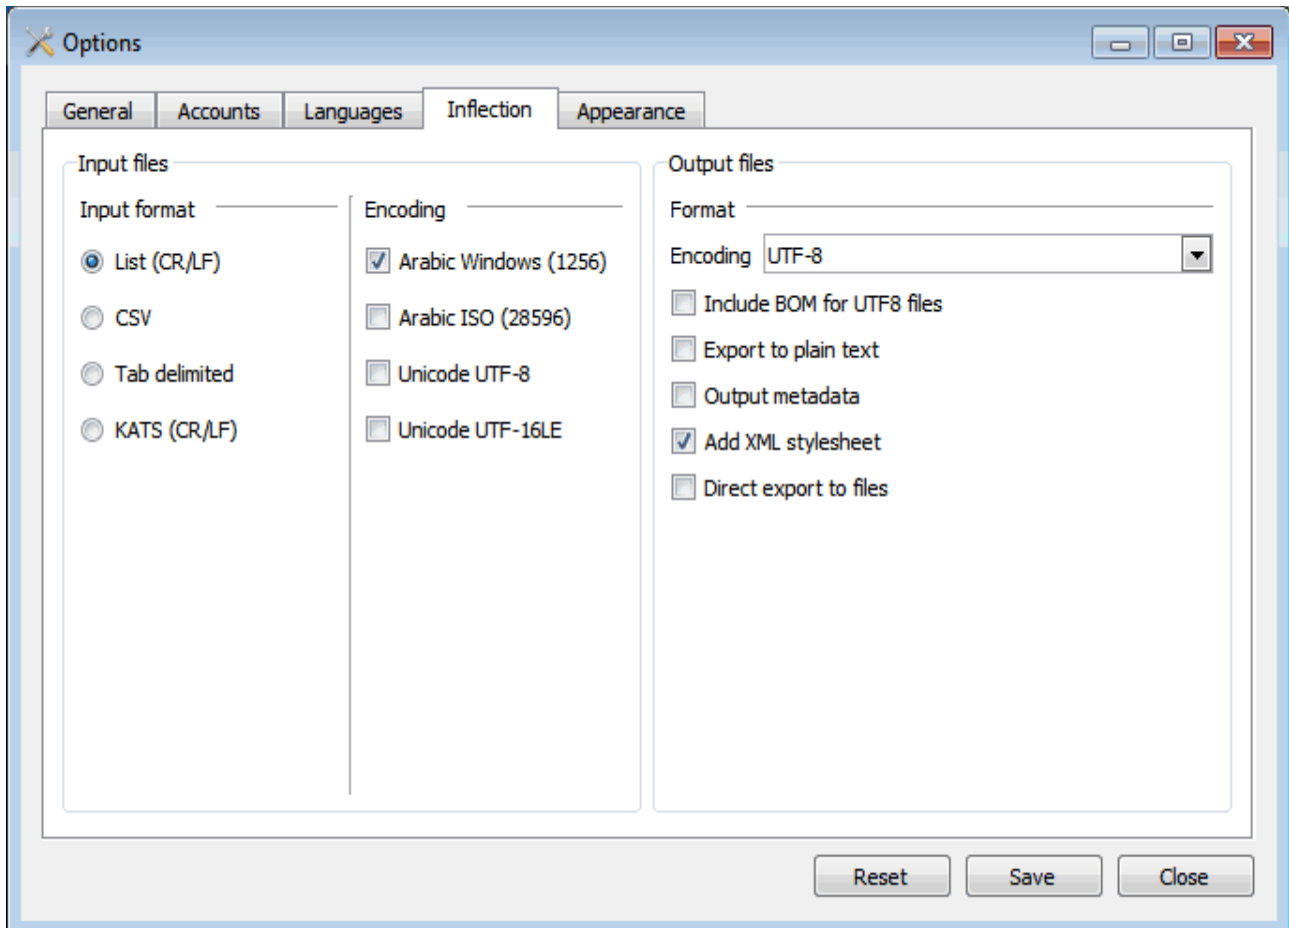 Options
General Accounts Languages Inflection Appearance
Input files
Input format
List (CR/LF)
CSV
Tab delimited
KATS (CR/LF)
Encoding
Arabic Windows (1256)
Arabic ISO (28596)
Unicode UTF-8
Unicode UTF-16LE
Output files
Format
Encoding UTF-8
Include BOM for UTF8 files
Export to plain text
Output metadata
Add XML stylesheet
Direct export to files
Reset Save Close